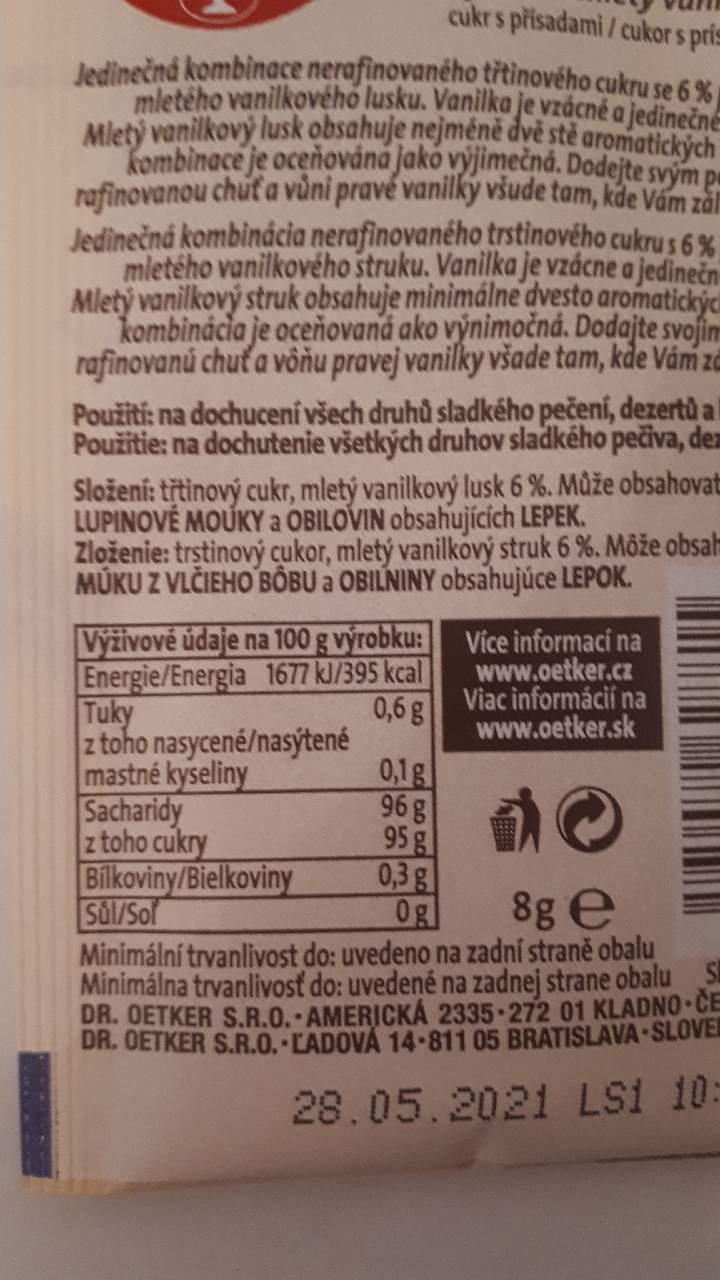 cukr s přísadami / cukor s prís
Jedinečná kombinace nerafinovaného třtinového cukru se 6 %
mletého vanilkového lusku. Vanilka je vzácné a jedinečné
Mletý vanilkový lusk obsahuje nejméně dvě stě aromatických
kombinace je oceňována jako výjimečná. Dodejte svým
rafinovanou chuť a vůni pravé vanilky všude tam, kde Vám zál
Jedinečná kombinácia nerafinovaného trstinového cukru s 6 %
mletého vanilkového struku. Vanilka je vzácne a jedinečn
Mletý vanilkový struk obsahuje minimálne dvesto aromatickýc
kombinácia je oceňovaná ako výnimočná. Dodajte svojim
rafinovanú chuť a vôňu pravej vanilky všade tam, kde Vám
Použití: na dochucení všech druhů sladkého pečení, dezertů a
Použitie: na dochutenie všetkých druhov sladkého pečiva, dez
Složení: třtinový cukr, mletý vanilkový lusk 6 %. Může obsahovat
LUPINOVÉ MOUKY a OBILOVIN obsahujících LEPEK.
Zloženie: trstinový cukor, mletý vanilkový struk 6 %. Môže obsah
MÚKU Z VLČIEHO BÔBU a OBILNINY obsahujúce LEPOK.
Výživové údaje na 100 g výrobku:
Energie/Energia 1677 kJ/395 kcal
Tuky 0,6 g
z toho nasycené/nasýtené
mastné kyseliny 0,1 g
Sacharidy 96 g
z toho cukry 95 g
Bílkoviny/Bielkoviny 0,3 g
Sůl/Soľ 0 g
Více informací na
www.oetker.cz
Viac informácií na
www.oetker.sk
8g e
Minimální trvanlivost do: uvedeno na zadní straně obalu
Minimálna trvanlivosť do: uvedené na zadnej strane obalu
DR. OETKER S.R.O. • AMERICKÁ 2335 • 272 01 KLADNO • ČE
DR. OETKER S.R.O. • ĽADOVÁ 14 • 811 05 BRATISLAVA • SLOVE
28.05.2021 LS1 10: